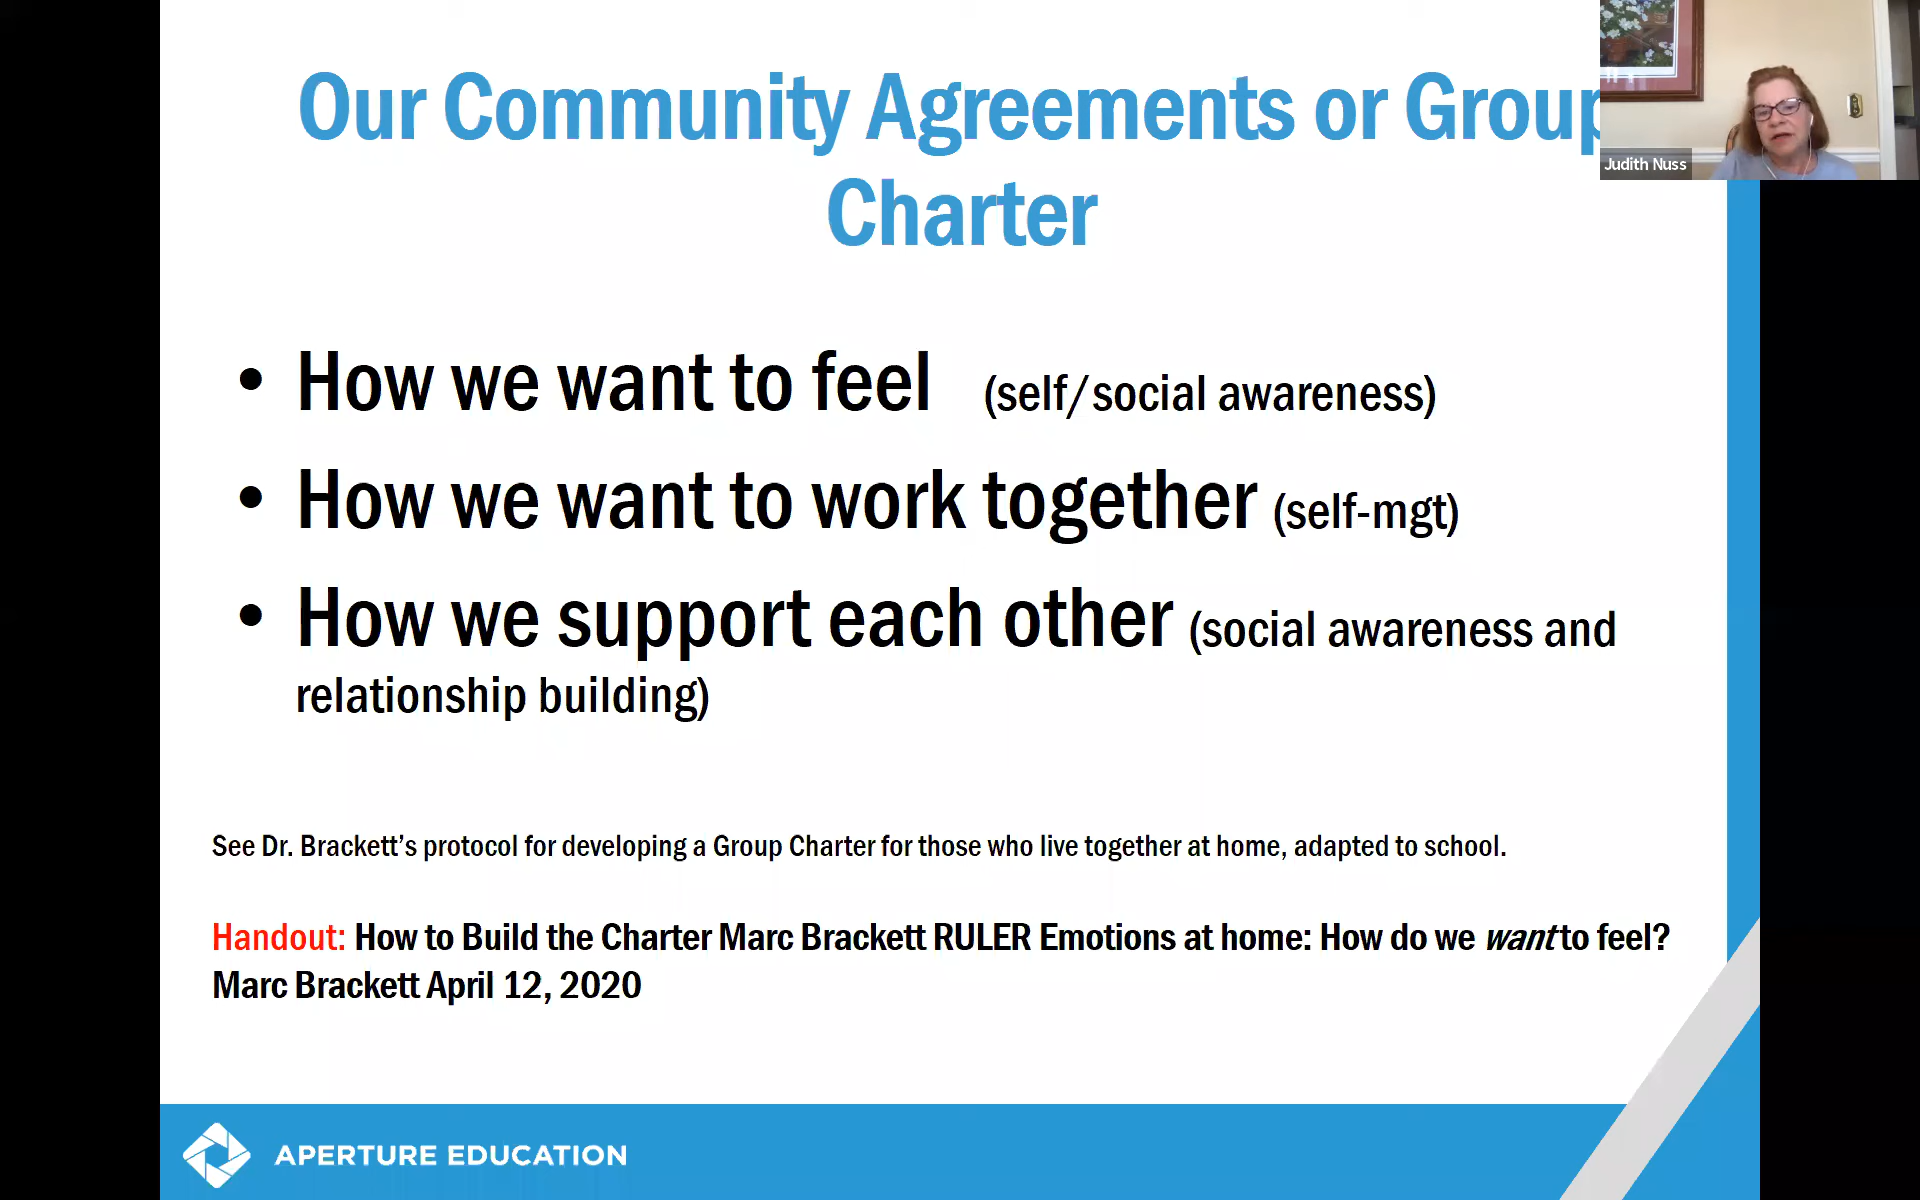 Our Community Agreements or Group
Charter
Judith Nuss
• How we want to feel (self/social awareness)
• How we want to work together (self-mgt)
• How we support each other (social awareness and
relationship building)
See Dr. Brackett’s protocol for developing a Group Charter for those who live together at home, adapted to school.
Handout: How to Build the Charter Marc Brackett RULER Emotions at home: How do we want to feel?
Marc Brackett April 12, 2020
APERTURE EDUCATION